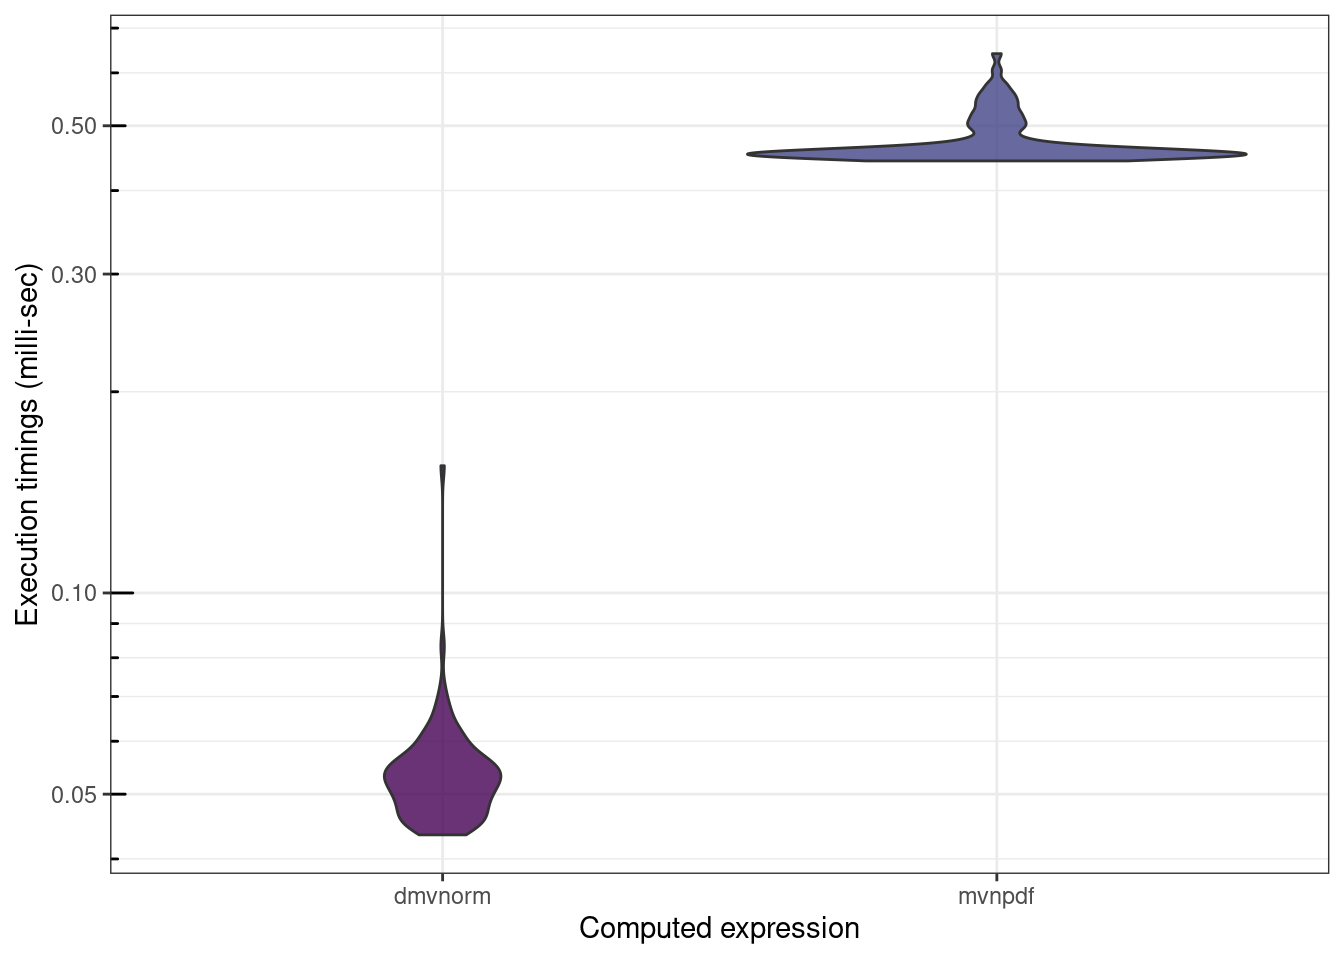 Execution timings (milli-sec)
0.50
0.30
0.10
0.05
dmvnorm
mvnpdf
Computed expression